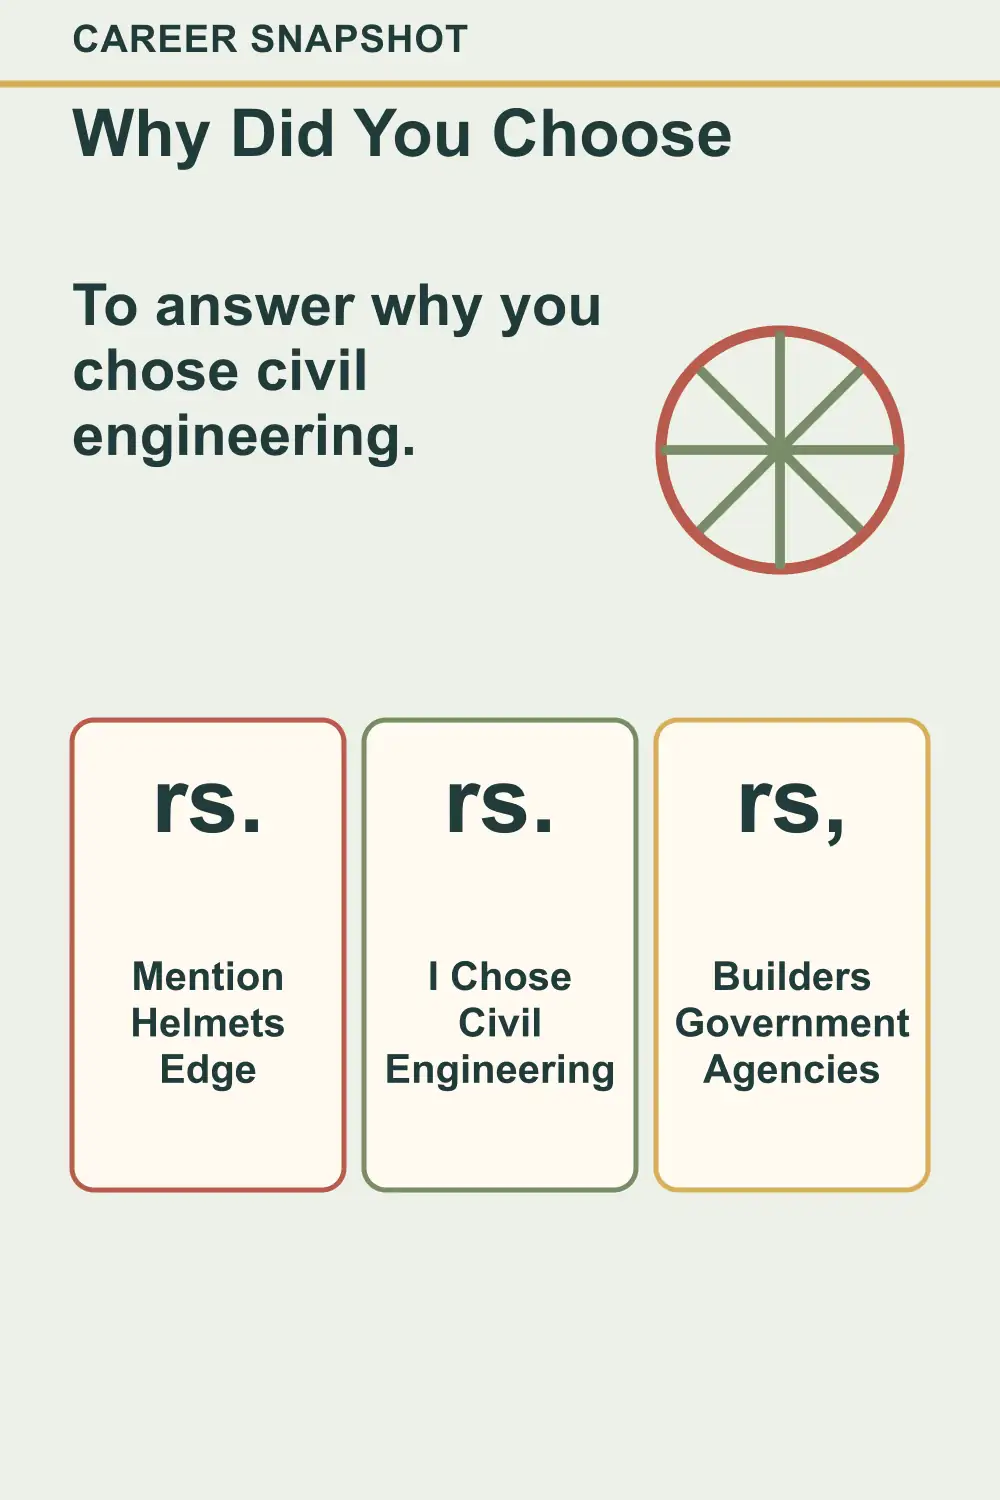 CAREER SNAPSHOT
Why Did You Choose
To answer why you
chose civil
engineering.
rs.
Mention
Helmets
Edge
rs.
I Chose
Civil
Engineering
rs,
Builders
Government
Agencies